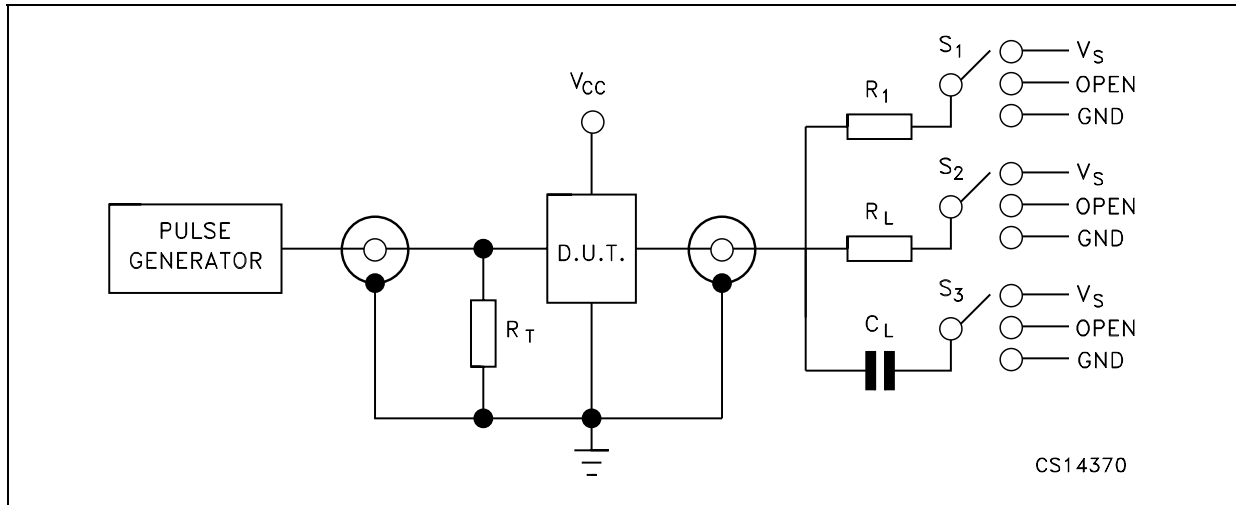 S1
VS
OPEN
GND
R1
VCC
S2
VS
OPEN
GND
RL
PULSE
GENERATOR
D.U.T.
RT
S3
VS
OPEN
GND
CL
CS14370